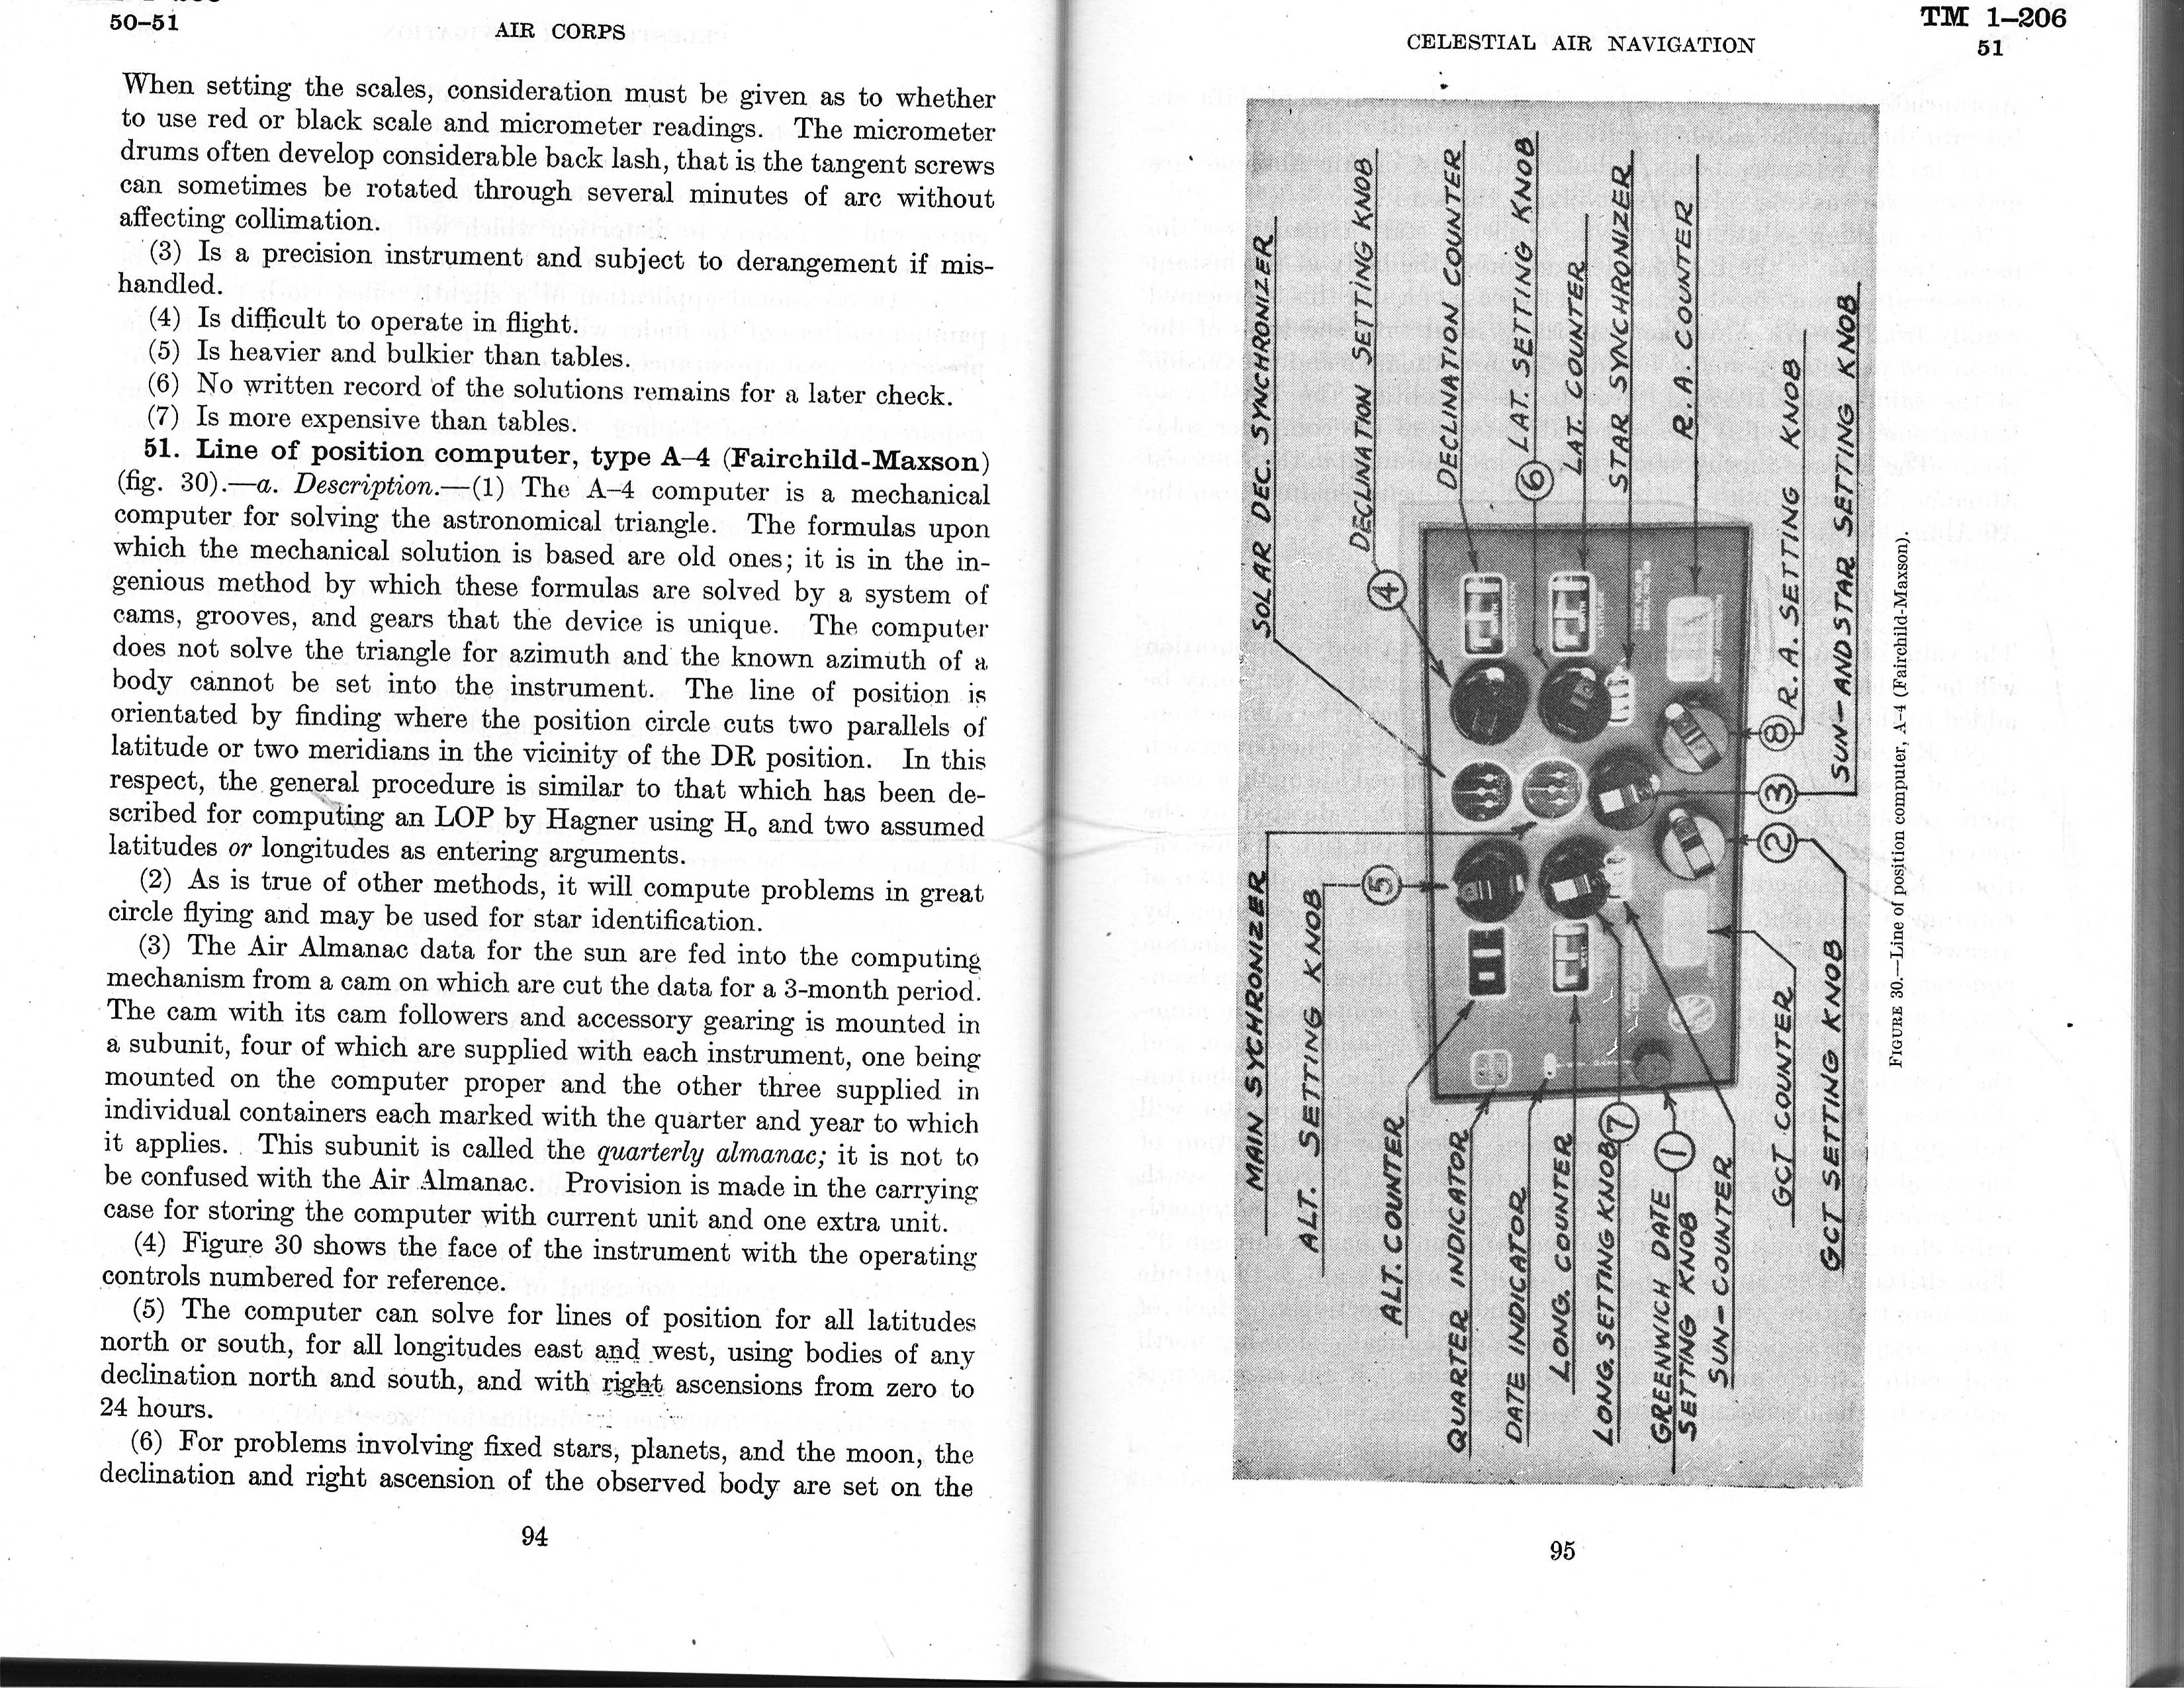 50–51
AIR CORPS
When setting the scales, consideration must be given as to whether
to use red or black scale and micrometer readings. The micrometer
drums often develop considerable back lash, that is the tangent screws
can sometimes be rotated through several minutes of arc without
affecting collimation.
(3) Is a precision instrument and subject to derangement if mis-
handled.
(4) Is difficult to operate in flight.
(5) Is heavier and bulkier than tables.
(6) No written record of the solutions remains for a later check.
(7) Is more expensive than tables.
51. Line of position computer, type A–4 (Fairchild-Maxson)
(fig. 30).—a. Description.—(1) The A–4 computer is a mechanical
computer for solving the astronomical triangle. The formulas upon
which the mechanical solution is based are old ones; it is in the in-
genious method by which these formulas are solved by a system of
cams, grooves, and gears that the device is unique. The computer
does not solve the triangle for azimuth and the known azimuth of a
body cannot be set into the instrument. The line of position is
orientated by finding where the position circle cuts two parallels of
latitude or two meridians in the vicinity of the DR position. In this
respect, the general procedure is similar to that which has been de-
scribed for computing an LOP by Hagner using Hₒ and two assumed
latitudes or longitudes as entering arguments.
(2) As is true of other methods, it will compute problems in great
circle flying and may be used for star identification.
(3) The Air Almanac data for the sun are fed into the computing
mechanism from a cam on which are cut the data for a 3-month period.
The cam with its cam followers and accessory gearing is mounted in
a subunit, four of which are supplied with each instrument, one being
mounted on the computer proper and the other three supplied in
individual containers each marked with the quarter and year to which
it applies. This subunit is called the quarterly almanac; it is not to
be confused with the Air Almanac. Provision is made in the carrying
case for storing the computer with current unit and one extra unit.
(4) Figure 30 shows the face of the instrument with the operating
controls numbered for reference.
(5) The computer can solve for lines of position for all latitudes
north or south, for all longitudes east and west, using bodies of any
declination north and south, and with right ascensions from zero to
24 hours.
(6) For problems involving fixed stars, planets, and the moon, the
declination and right ascension of the observed body are set on the
94
TM 1–206
CELESTIAL AIR NAVIGATION
51
MAIN SYCHRONIZER
SOLAR DEC. SYNCHRONIZER
ALT. SETTING KNOB
5
4
DECLINATION SETTING KNOB
ALT. COUNTER
DECLINATION COUNTER
QUARTER INDICATOR
6
LAT. SETTING KNOB
DATE INDICATOR
LAT. COUNTER
LONG. COUNTER
STAR SYNCHRONIZER
LONG. SETTING KNOB
7
R.A. COUNTER
GREENWICH DATE
SETTING KNOB
1
SUN-COUNTER
GCT COUNTER
8
R.A. SETTING KNOB
GCT SETTING KNOB
2
3
SUN-AND STAR SETTING KNOB
FIGURE 30.—Line of position computer, A–4 (Fairchild-Maxson).
95